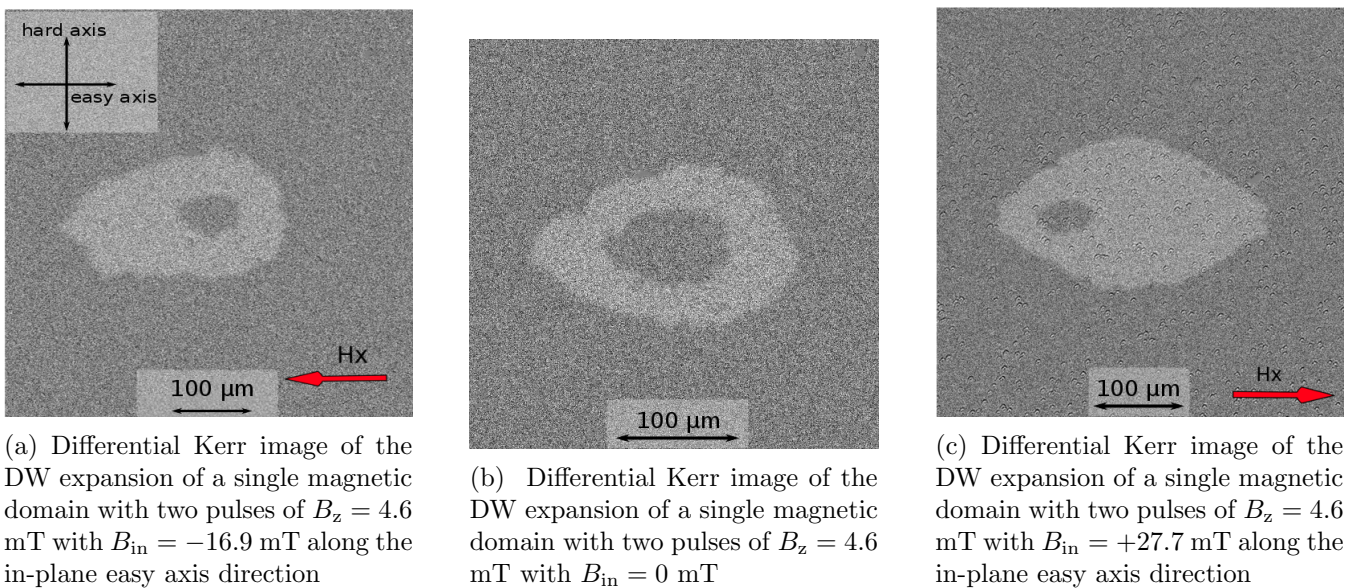 hard axis
easy axis
Hx
100 µm
(a) Differential Kerr image of the
DW expansion of a single magnetic
domain with two pulses of Bz = 4.6
mT with Bin = −16.9 mT along the
in-plane easy axis direction
100 µm
(b) Differential Kerr image of the
DW expansion of a single magnetic
domain with two pulses of Bz = 4.6
mT with Bin = 0 mT
100 µm
Hx
(c) Differential Kerr image of the
DW expansion of a single magnetic
domain with two pulses of Bz = 4.6
mT with Bin = +27.7 mT along the
in-plane easy axis direction